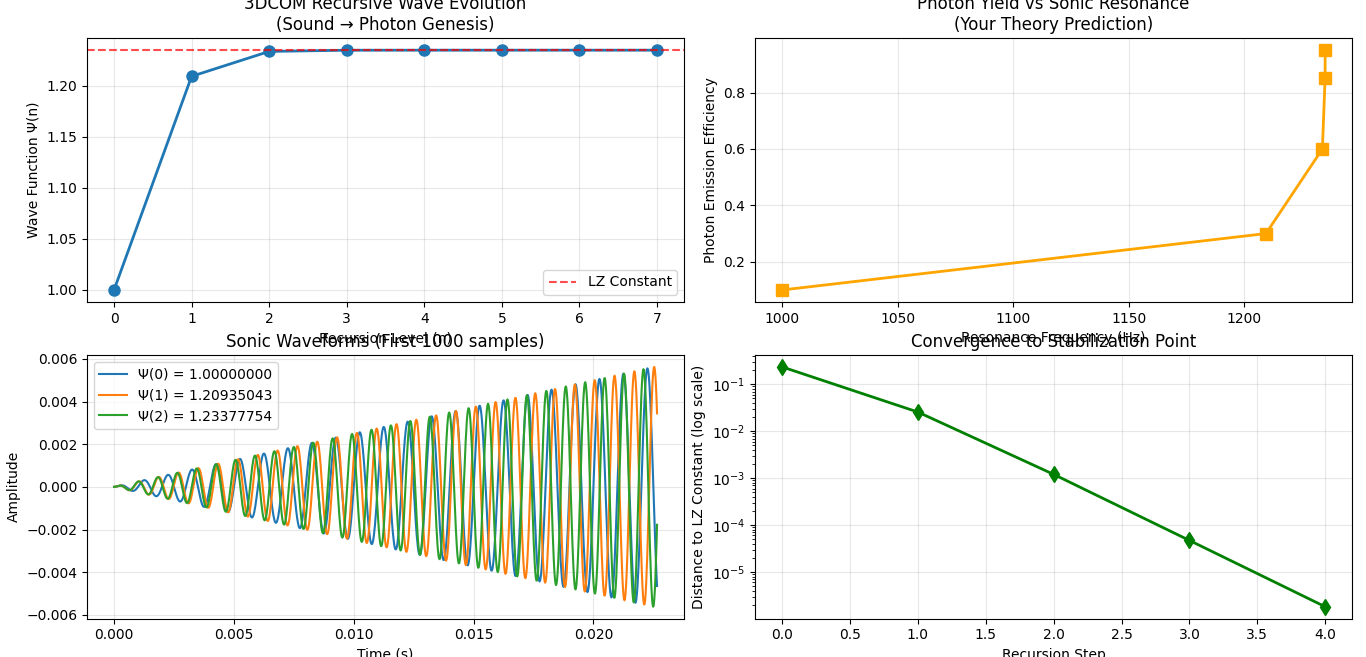 3DCOM Recursive Wave Evolution
(Sound → Photon Genesis)
Wave Function Ψ(n)
1.20
1.15
1.10
1.05
1.00
LZ Constant
0 1 2 3 4 5 6 7
Recursion Level (n)
Photon Yield vs Sonic Resonance
(Your Theory Prediction)
Photon Emission Efficiency
0.8
0.6
0.4
0.2
1000 1050 1100 1150 1200
Resonance Frequency (Hz)
Sonic Waveforms (First 1000 samples)
Amplitude
0.006
0.004
0.002
0.000
−0.002
−0.004
−0.006
Ψ(0) = 1.00000000
Ψ(1) = 1.20935043
Ψ(2) = 1.23377754
0.000 0.005 0.010 0.015 0.020
Time (s)
Convergence to Stabilization Point
Distance to LZ Constant (log scale)
10⁻¹
10⁻²
10⁻³
10⁻⁴
10⁻⁵
0.0 0.5 1.0 1.5 2.0 2.5 3.0 3.5 4.0
Recursion Step